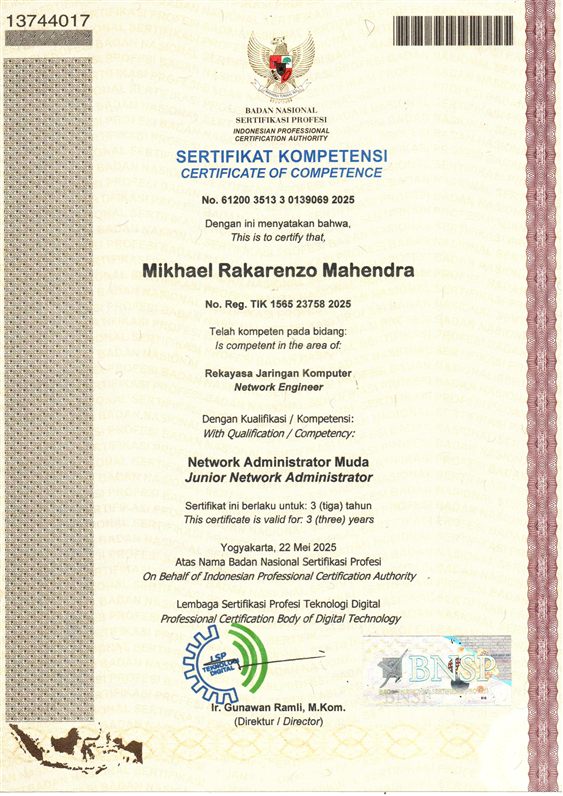 13744017
BADAN NASIONAL
SERTIFIKASI PROFESI
INDONESIAN PROFESSIONAL
CERTIFICATION AUTHORITY
SERTIFIKAT KOMPETENSI
CERTIFICATE OF COMPETENCE
No. 61200 3513 3 0139069 2025
Dengan ini menyatakan bahwa,
This is to certify that,
Mikhael Rakarenzo Mahendra
No. Reg. TIK 1565 23758 2025
Telah kompeten pada bidang:
Is competent in the area of:
Rekayasa Jaringan Komputer
Network Engineer
Dengan Kualifikasi / Kompetensi:
With Qualification / Competency:
Network Administrator Muda
Junior Network Administrator
Sertifikat ini berlaku untuk: 3 (tiga) tahun
This certificate is valid for: 3 (three) years
Yogyakarta, 22 Mei 2025
Atas Nama Badan Nasional Sertifikasi Profesi
On Behalf of Indonesian Professional Certification Authority
Lembaga Sertifikasi Profesi Teknologi Digital
Professional Certification Body of Digital Technology
LSP
TEKNOLOGI
DIGITAL
BNSP
BNSP
Ir. Gunawan Ramli, M.Kom.
(Direktur / Director)